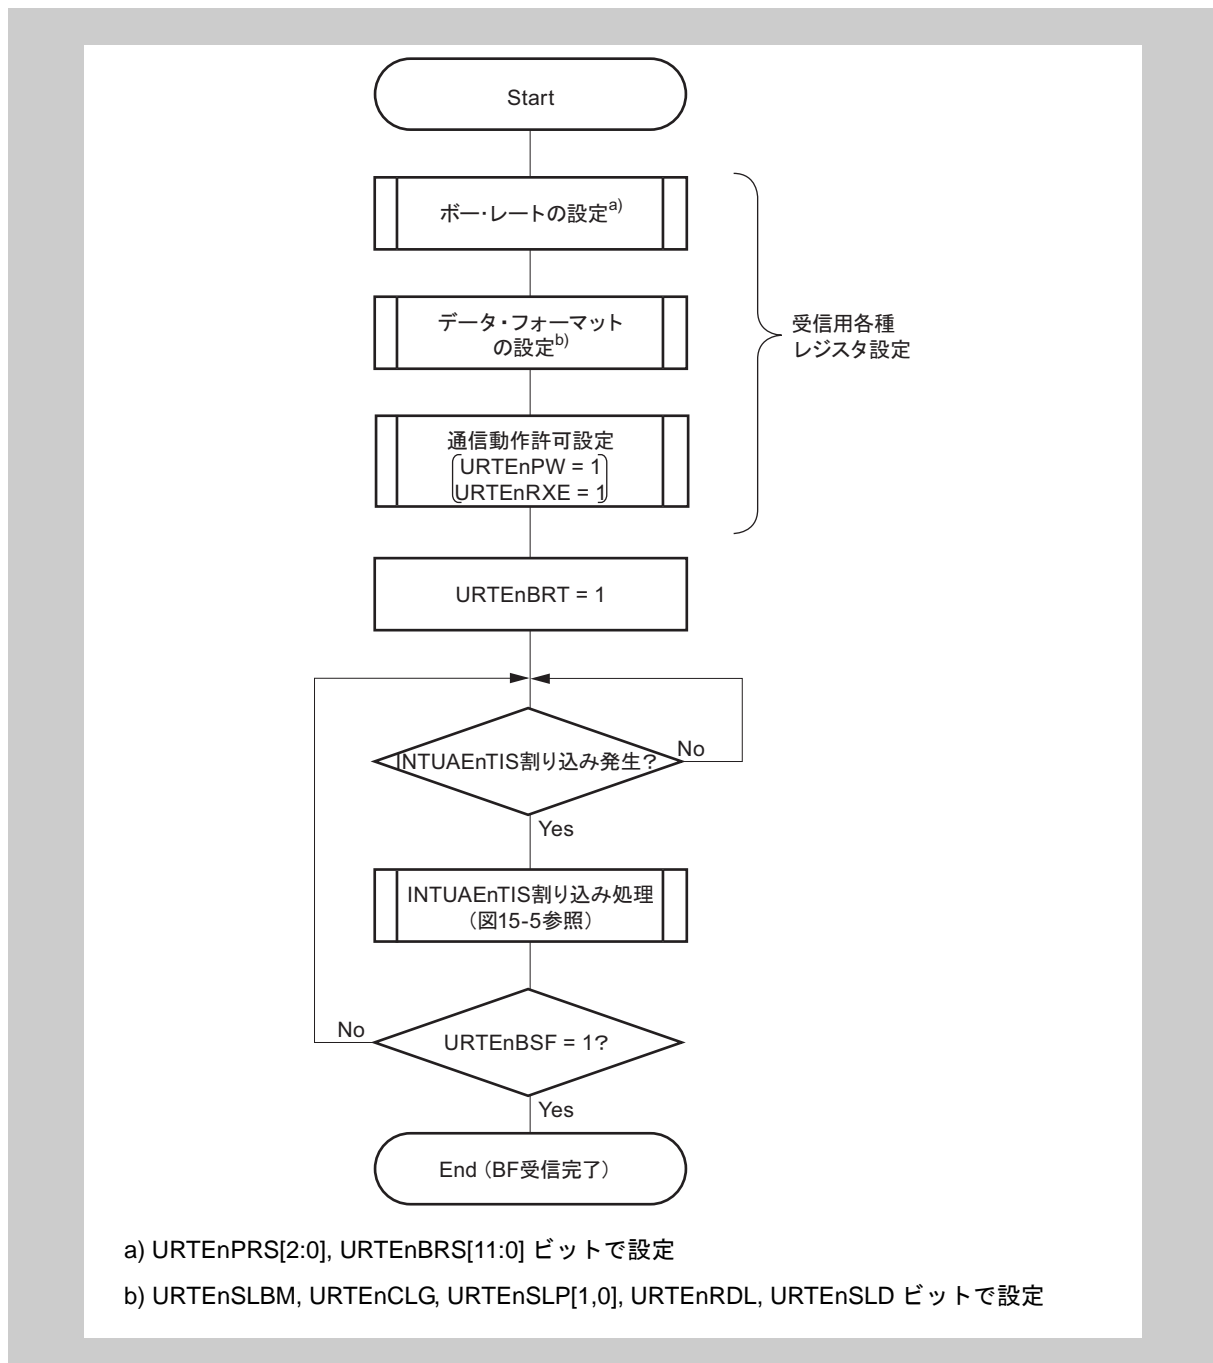 Start
ボー・レートの設定a)
データ・フォーマット
の設定b)
受信用各種
レジスタ設定
通信動作許可設定
URTEnPW = 1
URTEnRXE = 1
URTEnBRT = 1
INTUAEnTIS割り込み発生？
No
Yes
INTUAEnTIS割り込み処理
（図15-5参照）
URTEnBSF = 1？
No
Yes
End（BF受信完了）
a) URTEnPRS[2:0], URTEnBRS[11:0] ビットで設定
b) URTEnSLBM, URTEnCLG, URTEnSLP[1,0], URTEnRDL, URTEnSLD ビットで設定